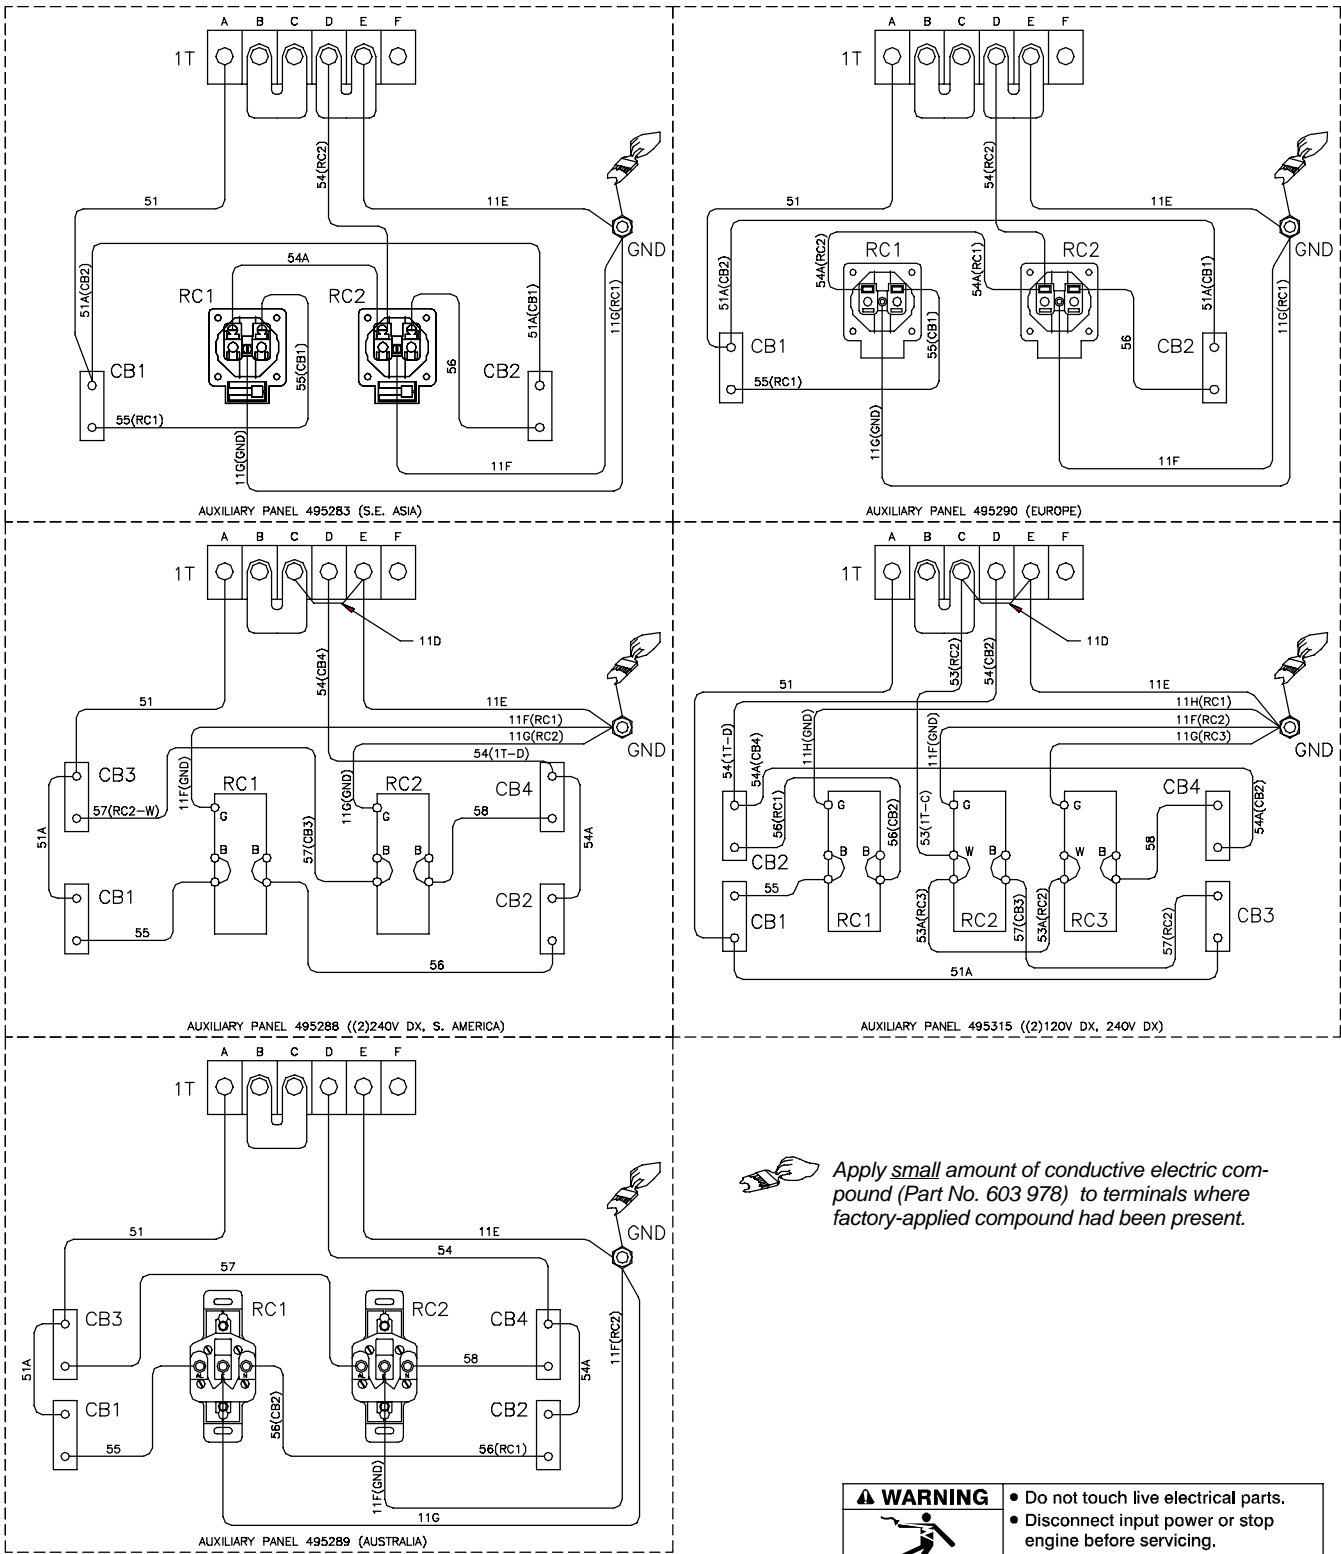 A B C D E F
1T
51
54(RC2)
11E
GND
51A(CB2)
54A
RC1
RC2
51A(CB1)
11G(RC1)
CB1
55(CB1)
56
CB2
55(RC1)
11G(GND)
11F
AUXILIARY PANEL 495283 (S.E. ASIA)
A B C D E F
1T
54(RC2)
51
11E
GND
51A(CB2)
54A(RC2)
RC1
54A(RC1)
RC2
51A(CB1)
11G(RC1)
CB1
55(CB1)
56
CB2
55(RC1)
11G(GND)
11F
AUXILIARY PANEL 495290 (EUROPE)
A B C D E F
1T
11D
54(CB4)
51
11E
11F(RC1)
11G(RC2)
GND
54(1T-D)
CB3
11F(GND)
RC1
RC2
CB4
57(RC2-W)
G
11G(GND)
G
58
51A
57(CB3)
54A
B B
B B
CB1
CB2
55
56
AUXILIARY PANEL 495288 ((2)240V DX, S. AMERICA)
A B C D E F
1T
11D
53(RC2)
54(CB2)
51
11E
11H(RC1)
11F(RC2)
11G(RC3)
GND
54(1T-D)
54A(CB4)
11H(GND)
11F(GND)
CB4
56(RC1)
G
G
G
56(CB2)
53(1T-C)
58
54A(CB2)
CB2
B B
W B
W B
55
CB1
RC1
RC2
RC3
CB3
53A(RC3)
57(CB3)
53A(RC2)
57(RC2)
51A
AUXILIARY PANEL 495315 ((2)120V DX, 240V DX)
A B C D E F
1T
51
11E
54
GND
57
CB3
RC1
RC2
CB4
51A
11F(RC2)
58
54A
CB1
56(CB2)
CB2
55
56(RC1)
11F(GND)
11G
AUXILIARY PANEL 495289 (AUSTRALIA)
Apply small amount of conductive electric com-
pound (Part No. 603 978) to terminals where
factory-applied compound had been present.
WARNING
• Do not touch live electrical parts.
• Disconnect input power or stop
engine before servicing.